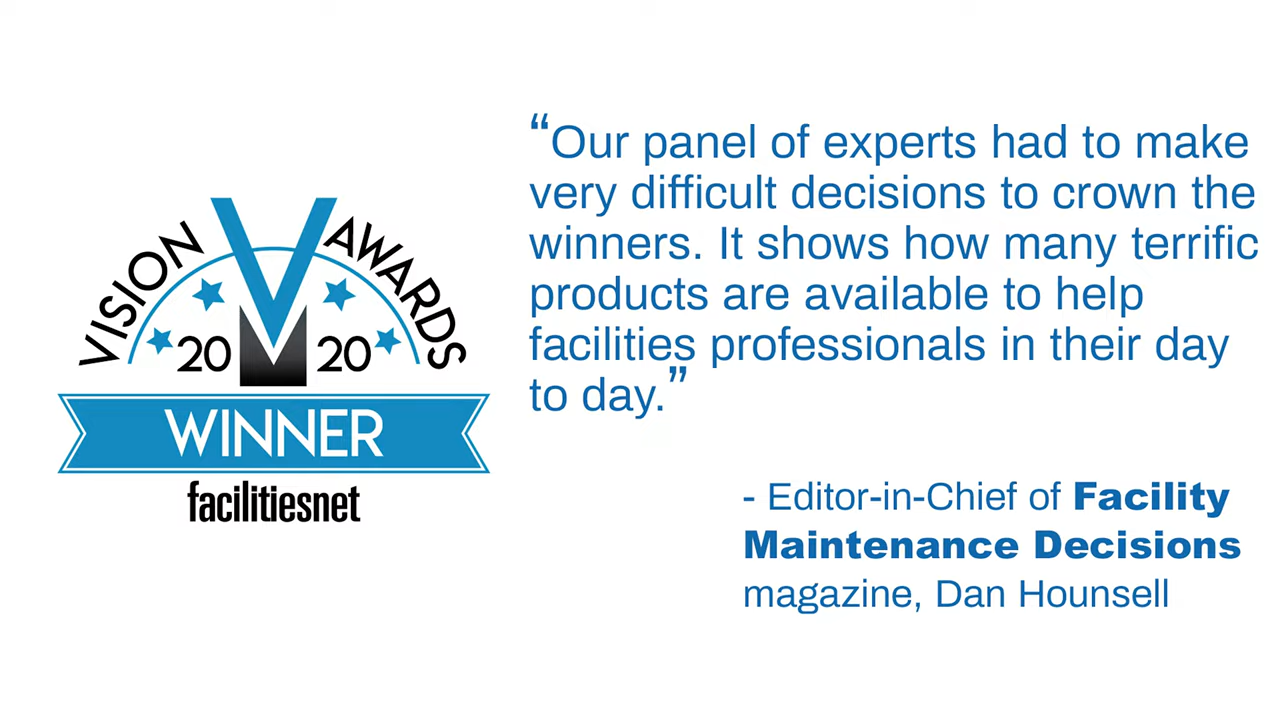 VISION AWARDS
20 20
WINNER
facilitiesnet
“Our panel of experts had to make
very difficult decisions to crown the
winners. It shows how many terrific
products are available to help
facilities professionals in their day
to day.”
- Editor-in-Chief of Facility
Maintenance Decisions
magazine, Dan Hounsell